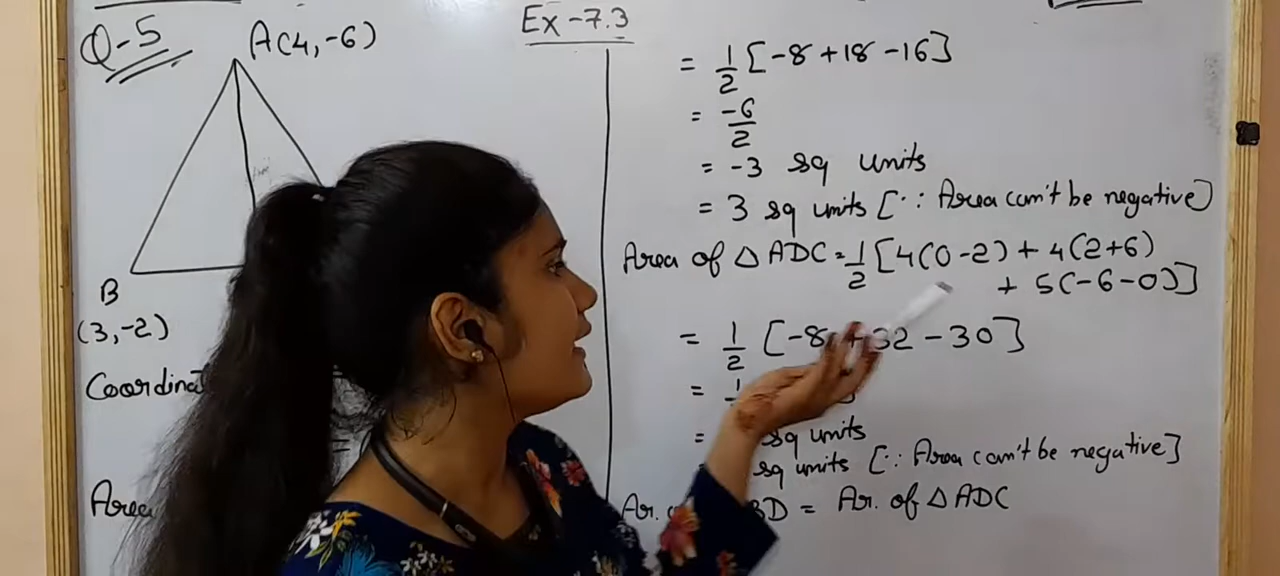 Q-5
A(4,-6)
B
(3,-2)
Coordina
=
Area
Ex-7.3
= 1/2 [-8 +18 -16]
= -6/2
= -3 sq units
= 3 sq units [∵ Area can't be negative]
Area of △ ADC = 1/2 [4(0-2) + 4(2+6)
+ 5(-6-0)]
= 1/2 [-8 + 32 - 30]
=
= sq units
sq units [∵ Area can't be negative]
Ar. BD = Ar. of △ ADC